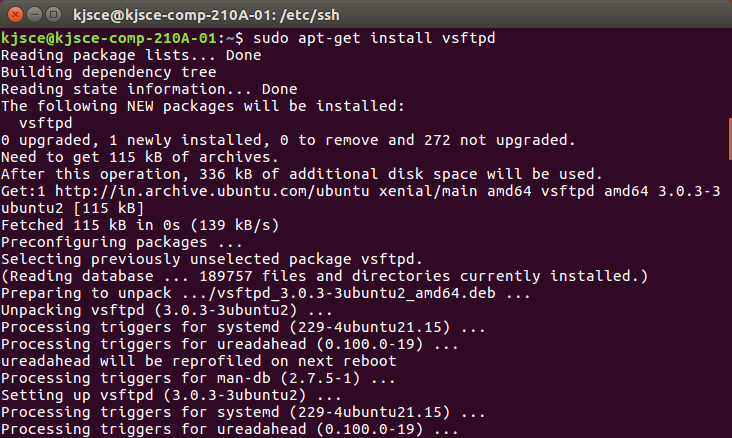 kjsce@kjsce-comp-210A-01: /etc/ssh
kjsce@kjsce-comp-210A-01:~$ sudo apt-get install vsftpd
Reading package lists... Done
Building dependency tree
Reading state information... Done
The following NEW packages will be installed:
  vsftpd
0 upgraded, 1 newly installed, 0 to remove and 272 not upgraded.
Need to get 115 kB of archives.
After this operation, 336 kB of additional disk space will be used.
Get:1 http://in.archive.ubuntu.com/ubuntu xenial/main amd64 vsftpd amd64 3.0.3-3
ubuntu2 [115 kB]
Fetched 115 kB in 0s (139 kB/s)
Preconfiguring packages ...
Selecting previously unselected package vsftpd.
(Reading database ... 189757 files and directories currently installed.)
Preparing to unpack .../vsftpd_3.0.3-3ubuntu2_amd64.deb ...
Unpacking vsftpd (3.0.3-3ubuntu2) ...
Processing triggers for systemd (229-4ubuntu21.15) ...
Processing triggers for ureadahead (0.100.0-19) ...
ureadahead will be reprofiled on next reboot
Processing triggers for man-db (2.7.5-1) ...
Setting up vsftpd (3.0.3-3ubuntu2) ...
Processing triggers for systemd (229-4ubuntu21.15) ...
Processing triggers for ureadahead (0.100.0-19) ...